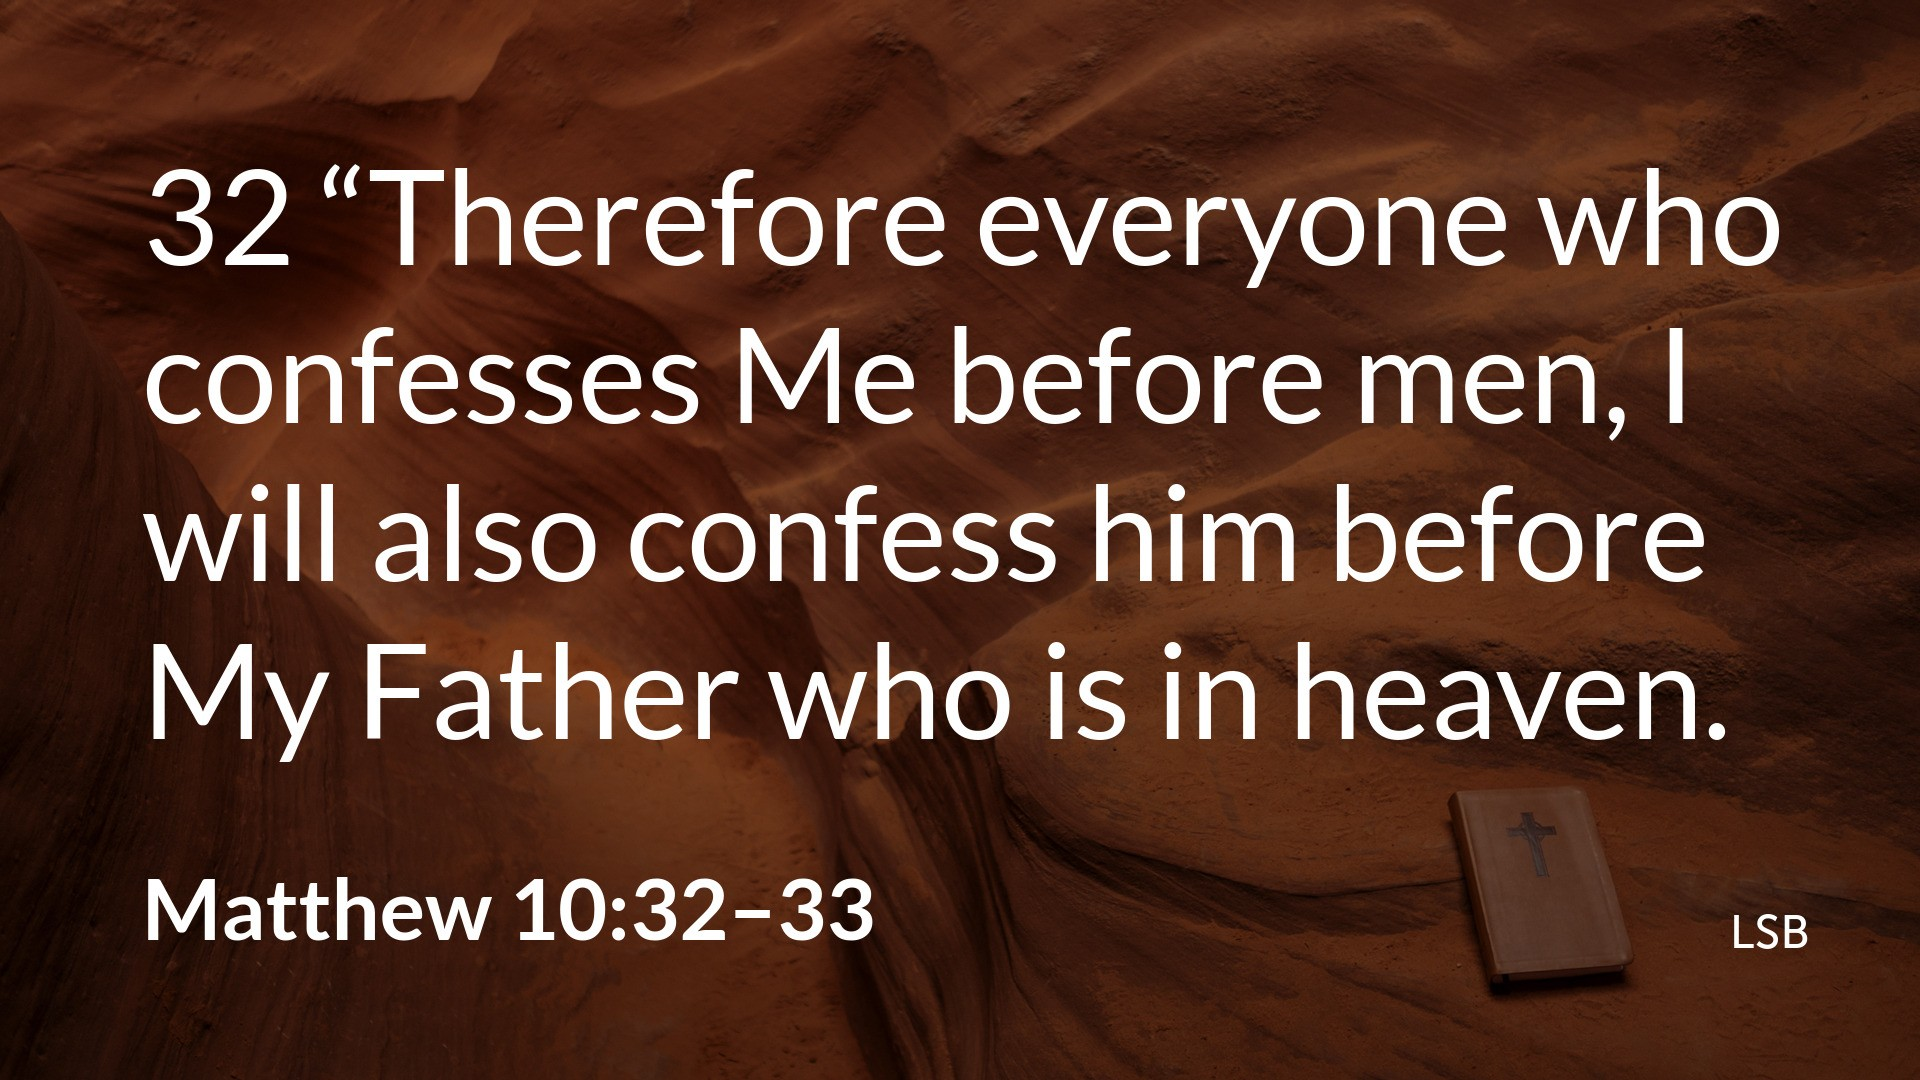 32 “Therefore everyone who
confesses Me before men, I
will also confess him before
My Father who is in heaven.
Matthew 10:32–33
LSB